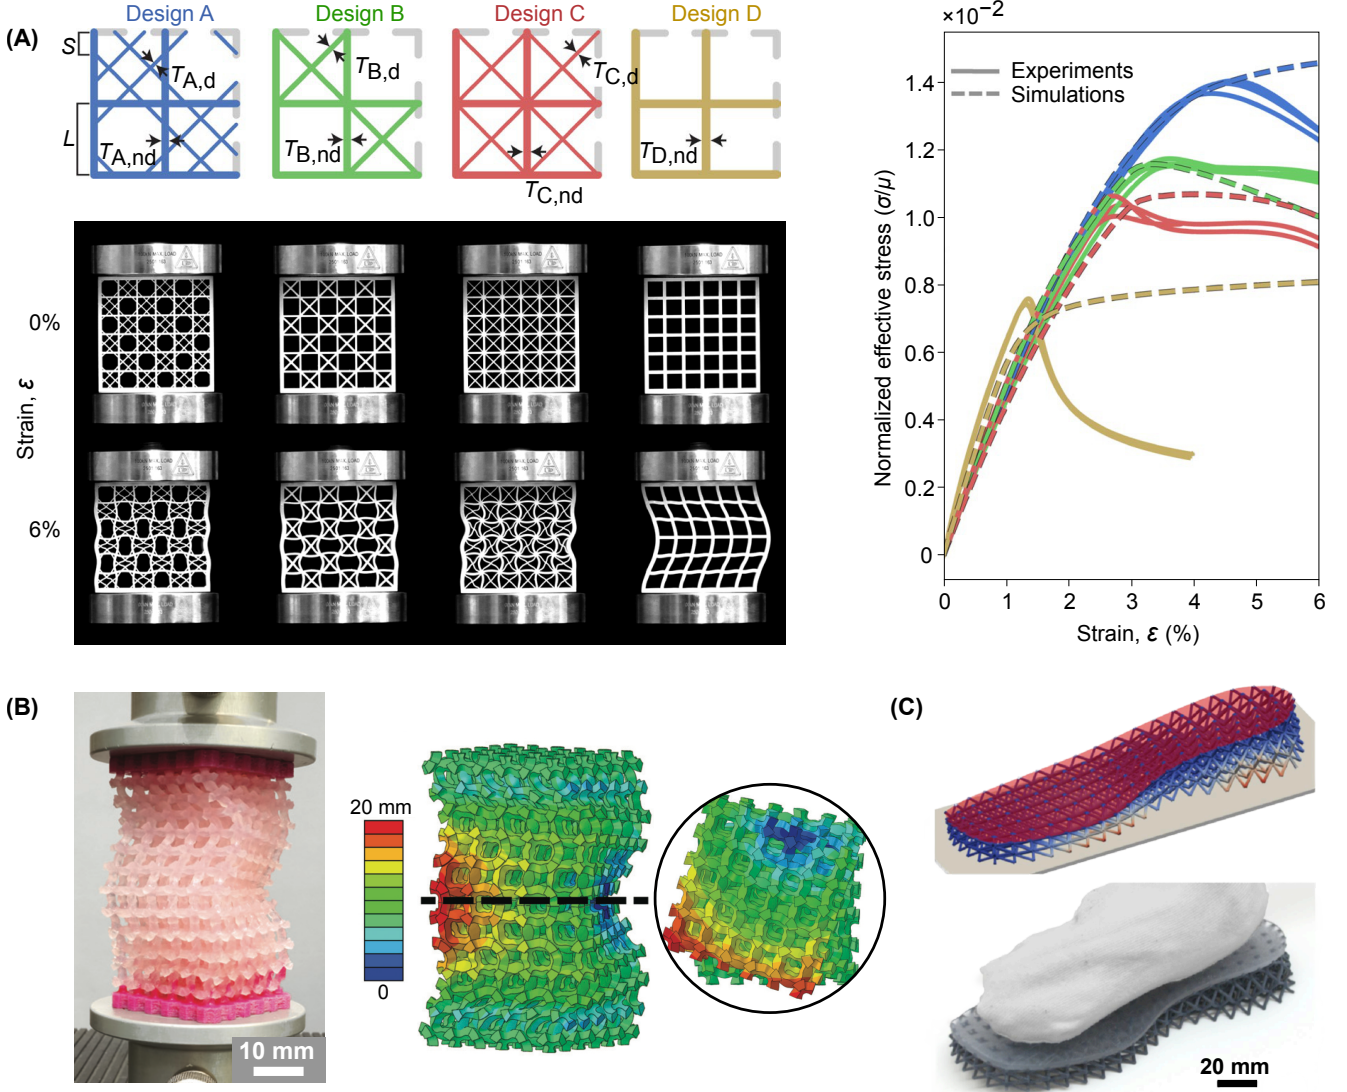 (A)
Design A
Design B
Design C
Design D
S
L
TA,d
TA,nd
TB,d
TB,nd
TC,d
TC,nd
TD,nd
Strain, ε
0%
6%
×10−2
Experiments
Simulations
Normalized effective stress (σ/μ)
1.4
1.2
1.0
0.8
0.6
0.4
0.2
0
0 1 2 3 4 5 6
Strain, ε (%)
(B)
10 mm
20 mm
0
(C)
20 mm